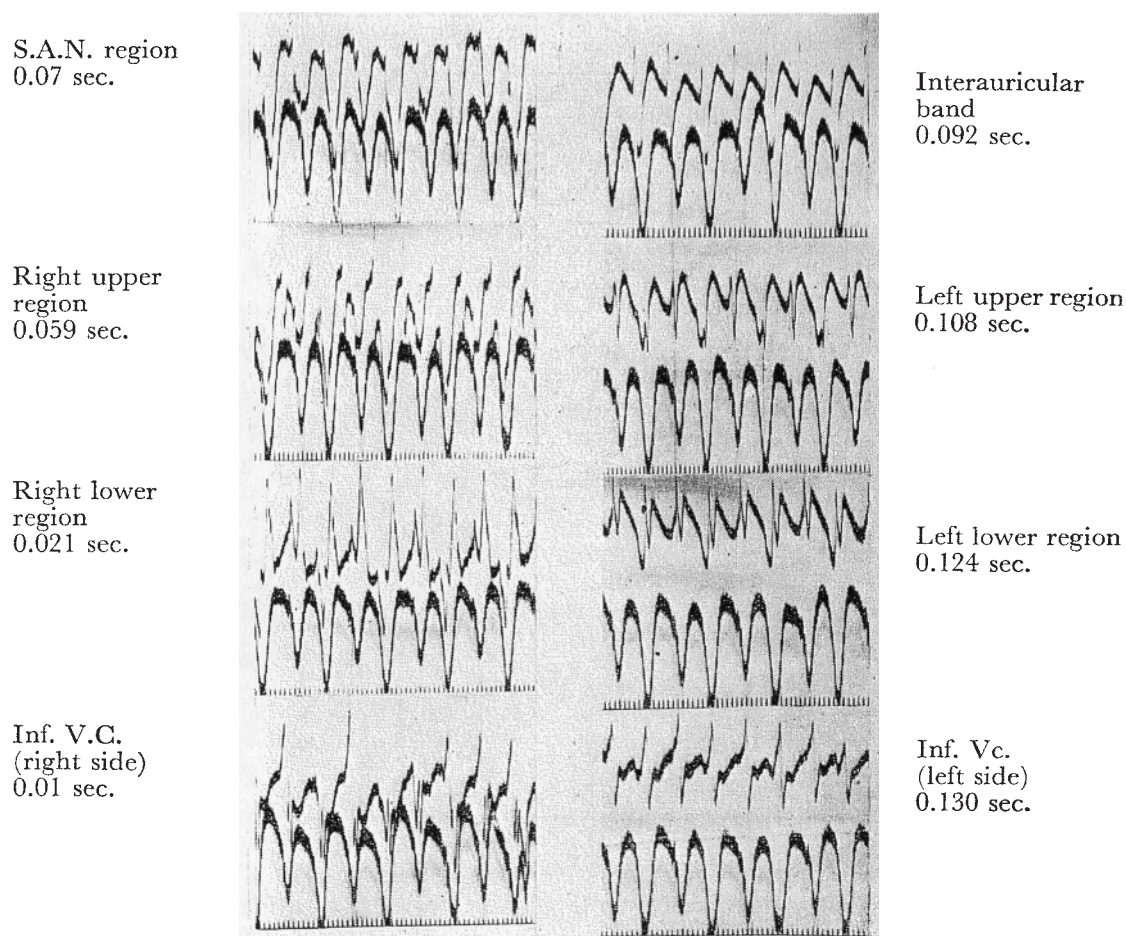 S.A.N. region
0.07 sec.
Right upper
region
0.059 sec.
Right lower
region
0.021 sec.
Inf. V.C.
(right side)
0.01 sec.
Interauricular
band
0.092 sec.
Left upper region
0.108 sec.
Left lower region
0.124 sec.
Inf. Vc.
(left side)
0.130 sec.